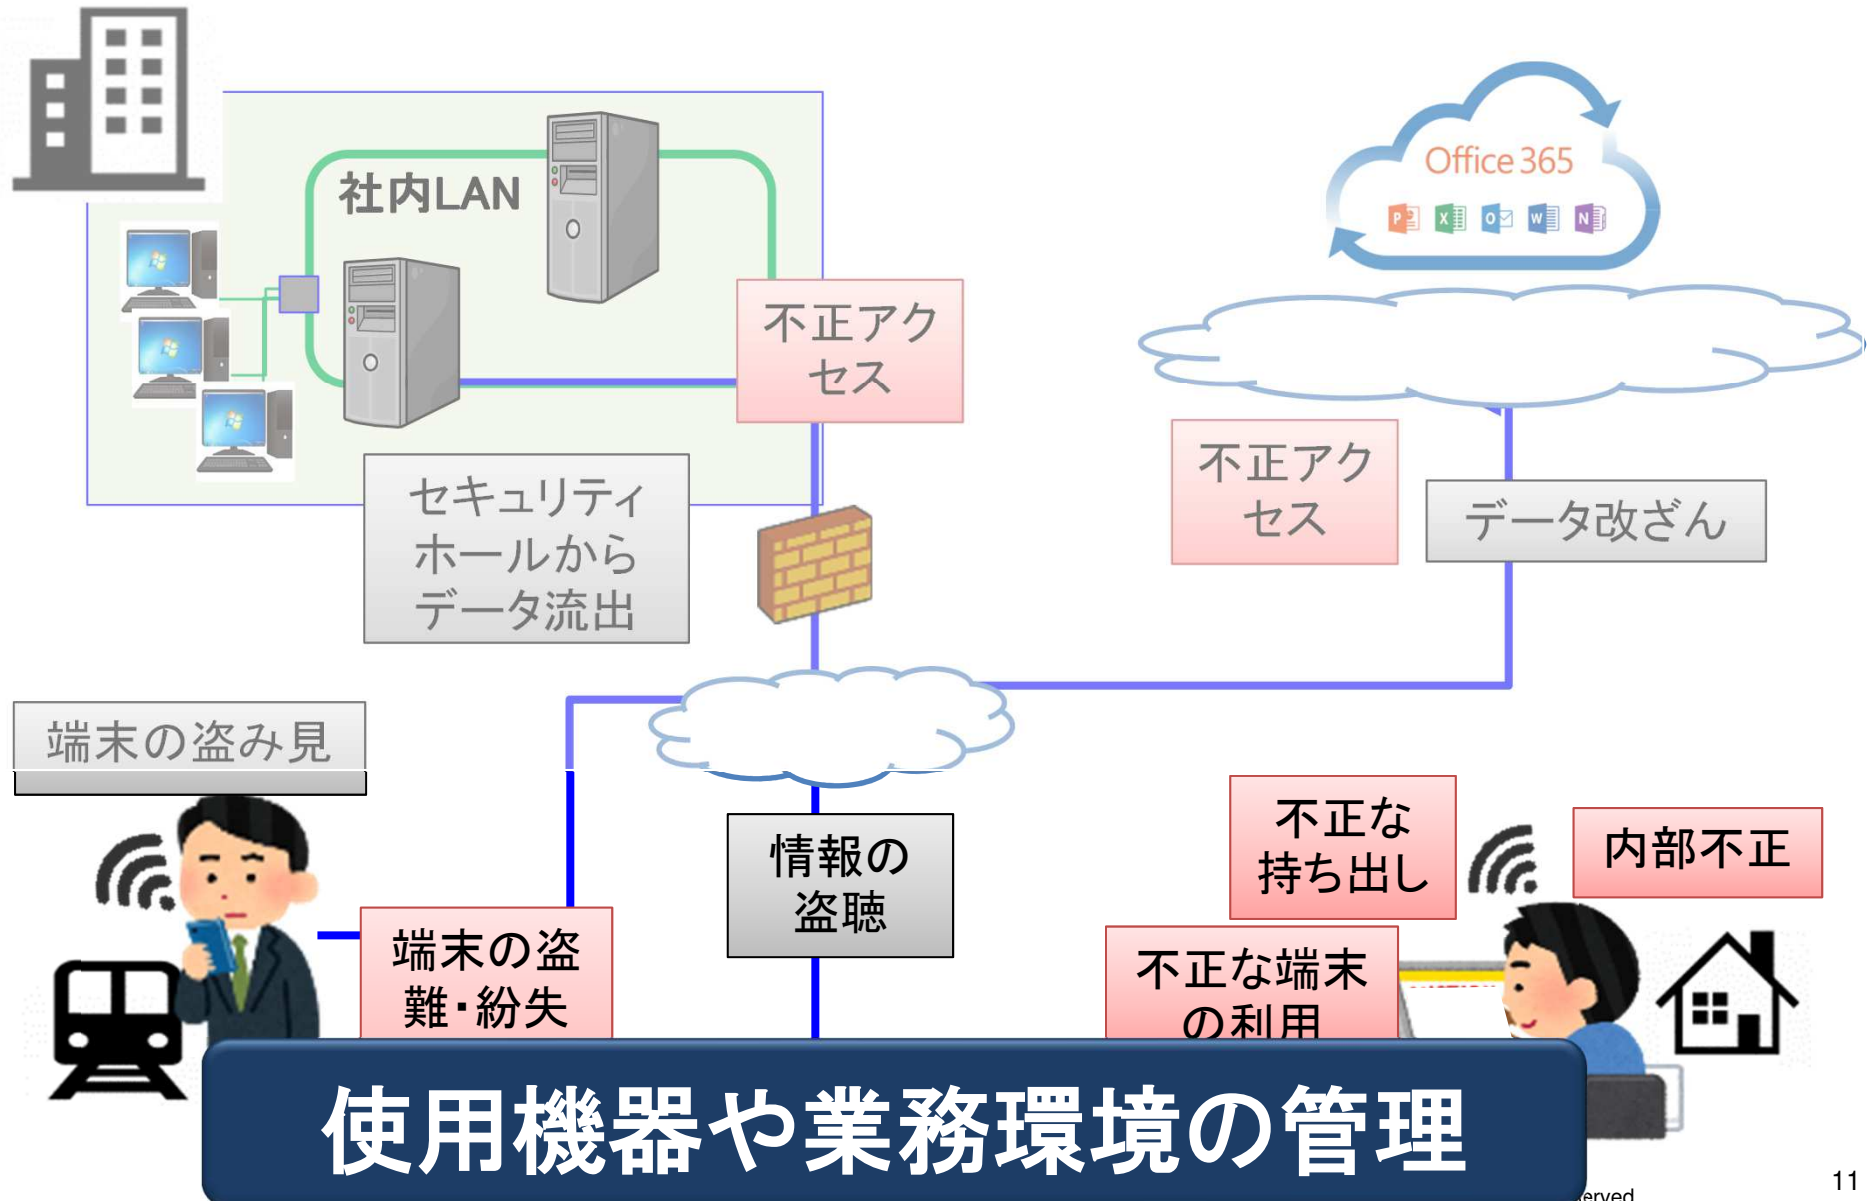 社内LAN
Office 365
不正アク
セス
不正アク
セス
セキュリティ
ホールから
データ流出
データ改ざん
端末の盗み見
不正な
持ち出し
内部不正
情報の
盗聴
端末の盗
難・紛失
不正な端末
の利用
使用機器や業務環境の管理
11